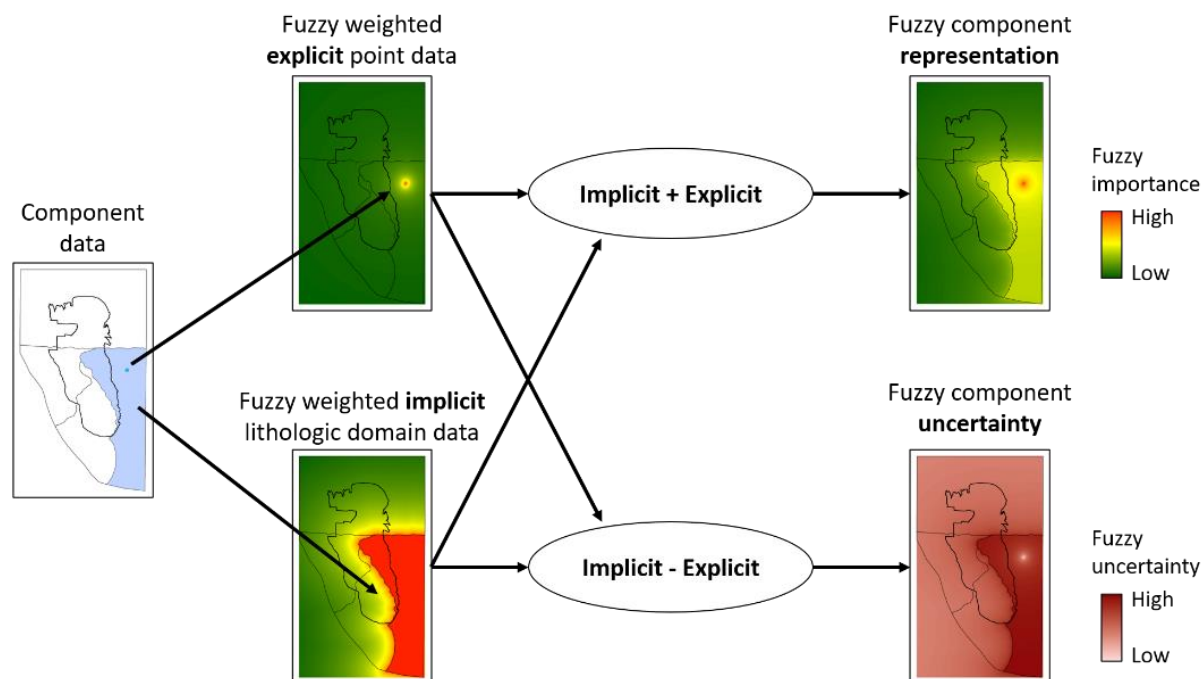 Fuzzy weighted
explicit point data
Fuzzy component
representation
Implicit + Explicit
Fuzzy
importance
High
Low
Component
data
Fuzzy weighted implicit
lithologic domain data
Fuzzy component
uncertainty
Implicit - Explicit
Fuzzy
uncertainty
High
Low